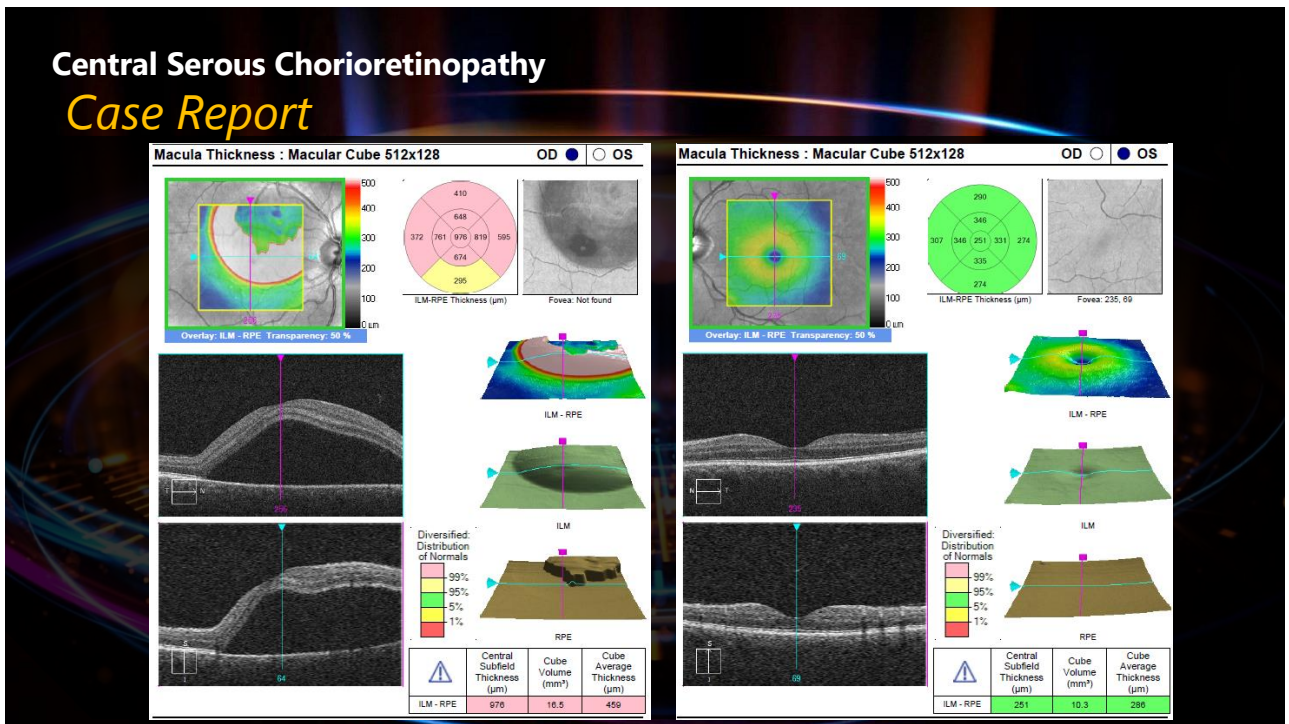 Central Serous Chorioretinopathy
Case Report
Macula Thickness : Macular Cube 512x128 OD OS
500
400
300
200
100
0 µm
Overlay: ILM - RPE Transparency: 50 %
410
648
372 761 976 819 595
674
295
ILM-RPE Thickness (µm)
Fovea: Not found
ILM - RPE
T N
255
ILM
Diversified:
Distribution
of Normals
99%
95%
5%
1%
S
I
64
RPE
Central Subfield Thickness (µm) Cube Volume (mm³) Cube Average Thickness (µm)
ILM - RPE 976 16.5 459
Macula Thickness : Macular Cube 512x128 OD OS
500
400
300
200
100
0 µm
69
235
Overlay: ILM - RPE Transparency: 50 %
290
346
307 346 251 331 274
335
274
ILM-RPE Thickness (µm)
Fovea: 235, 69
ILM - RPE
N T
235
ILM
Diversified:
Distribution
of Normals
99%
95%
5%
1%
S
I
69
RPE
Central Subfield Thickness (µm) Cube Volume (mm³) Cube Average Thickness (µm)
ILM - RPE 251 10.3 286